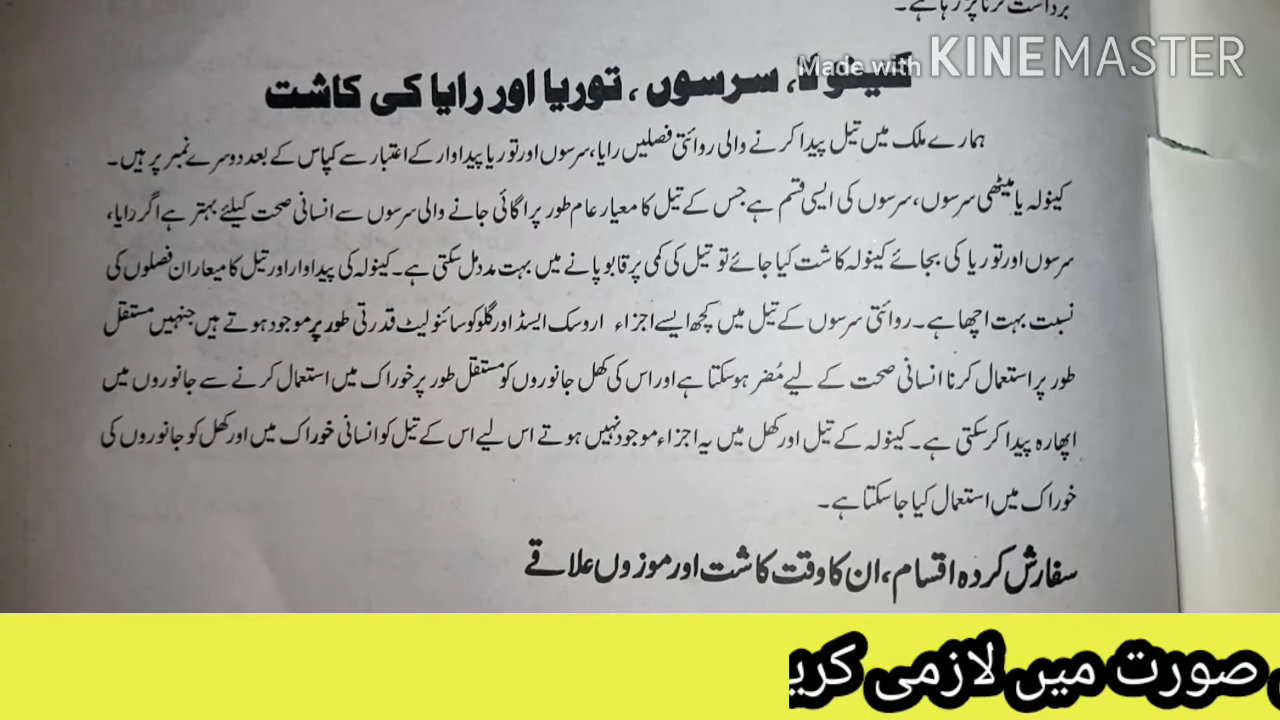 برداشت کرنا پڑ رہا ہے۔
Made with KINEMASTER
کینولا، سرسوں، توریا اور رایا کی کاشت
ہمارے ملک میں تیل پیدا کرنے والی روائتی فصلیں رایا، سرسوں اور توریا پیداوار کے اعتبار سے کپاس کے بعد دوسرے نمبر پر ہیں۔
کینولہ یا میٹھی سرسوں، سرسوں کی ایسی قسم ہے جس کے تیل کا معیار عام طور پر اگائی جانے والی سرسوں سے انسانی صحت کیلئے بہتر ہے اگر رایا،
سرسوں اور توریا کی بجائے کینولہ کاشت کیا جائے تو تیل کی کمی پر قابو پانے میں بہت مدد مل سکتی ہے۔ کینولہ کی پیداوار اور تیل کا میعار ان فصلوں کی
نسبت بہت اچھا ہے۔ روائتی سرسوں کے تیل میں کچھ ایسے اجزاء اروسک ایسڈ اور گلوکوسائنولیٹ قدرتی طور پر موجود ہوتے ہیں جنہیں مستقل
طور پر استعمال کرنا انسانی صحت کے لیے مُضر ہو سکتا ہے اور اس کی کھل جانوروں کو مستقل طور پر خوراک میں استعمال کرنے سے جانوروں میں
اپھارہ پیدا کر سکتی ہے۔ کینولہ کے تیل اور کھل میں یہ اجزاء موجود نہیں ہوتے اس لیے اس کے تیل کو انسانی خوراک میں اور کھل کو جانوروں کی
خوراک میں استعمال کیا جا سکتا ہے۔
سفارش کردہ اقسام، ان کا وقت کاشت اور موزوں علاقے
صورت میں لازمی